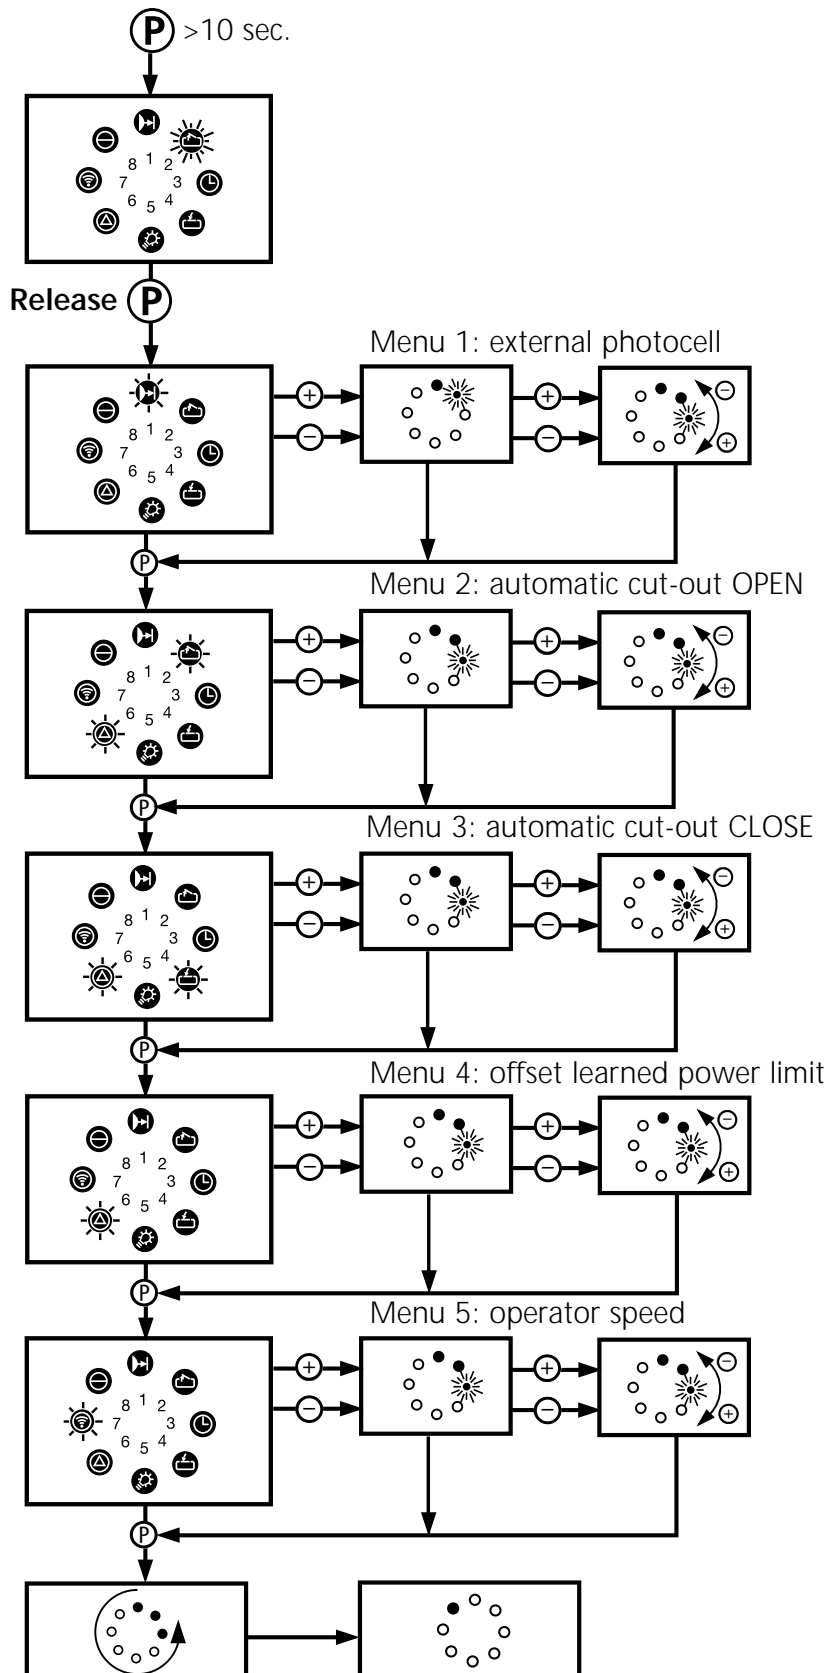 P >10 sec.
8 1 2
7 3
6 5 4
Release P
Menu 1: external photocell
8 1 2
7 3
6 5 4
+ + −
− − +
P
Menu 2: automatic cut-out OPEN
8 1 2
7 3
6 5 4
+ + −
− − +
P
Menu 3: automatic cut-out CLOSE
8 1 2
7 3
6 5 4
+ + −
− − +
P
Menu 4: offset learned power limit
8 1 2
7 3
6 5 4
+ + −
− − +
P
Menu 5: operator speed
8 1 2
7 3
6 5 4
+ + −
− − +
P